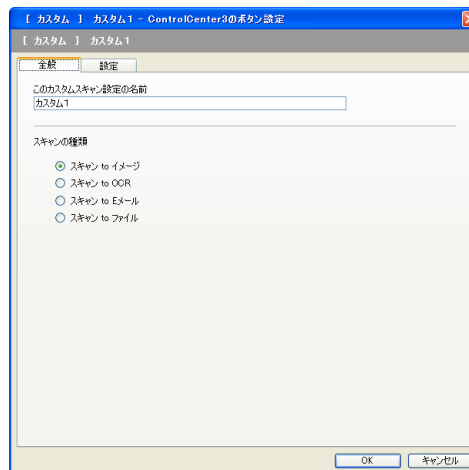 [ カスタム ] カスタム1 - ControlCenter3のボタン設定
[ カスタム ] カスタム1
全般 設定
このカスタムスキャン設定の名前
カスタム1
スキャンの種類
スキャン to イメージ
スキャン to OCR
スキャン to Eメール
スキャン to ファイル
OK キャンセル